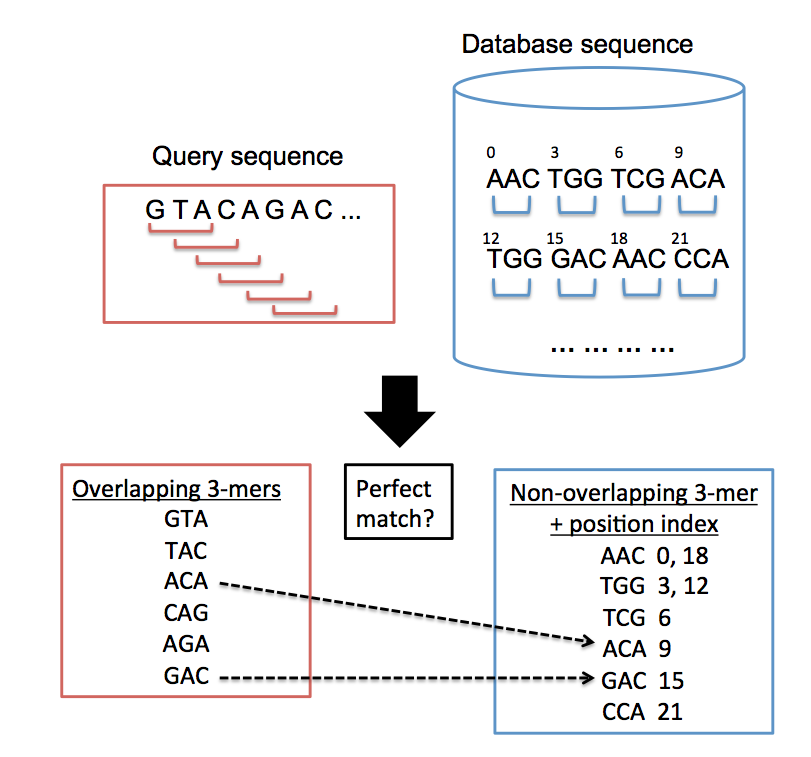 Database sequence
Query sequence
0 3 6 9
AAC TGG TCG ACA
G T A C A G A C ...
12 15 18 21
TGG GAC AAC CCA
... ... ... ...
Overlapping 3-mers
GTA
TAC
ACA
CAG
AGA
GAC
Perfect
match?
Non-overlapping 3-mer
+ position index
AAC 0, 18
TGG 3, 12
TCG 6
ACA 9
GAC 15
CCA 21